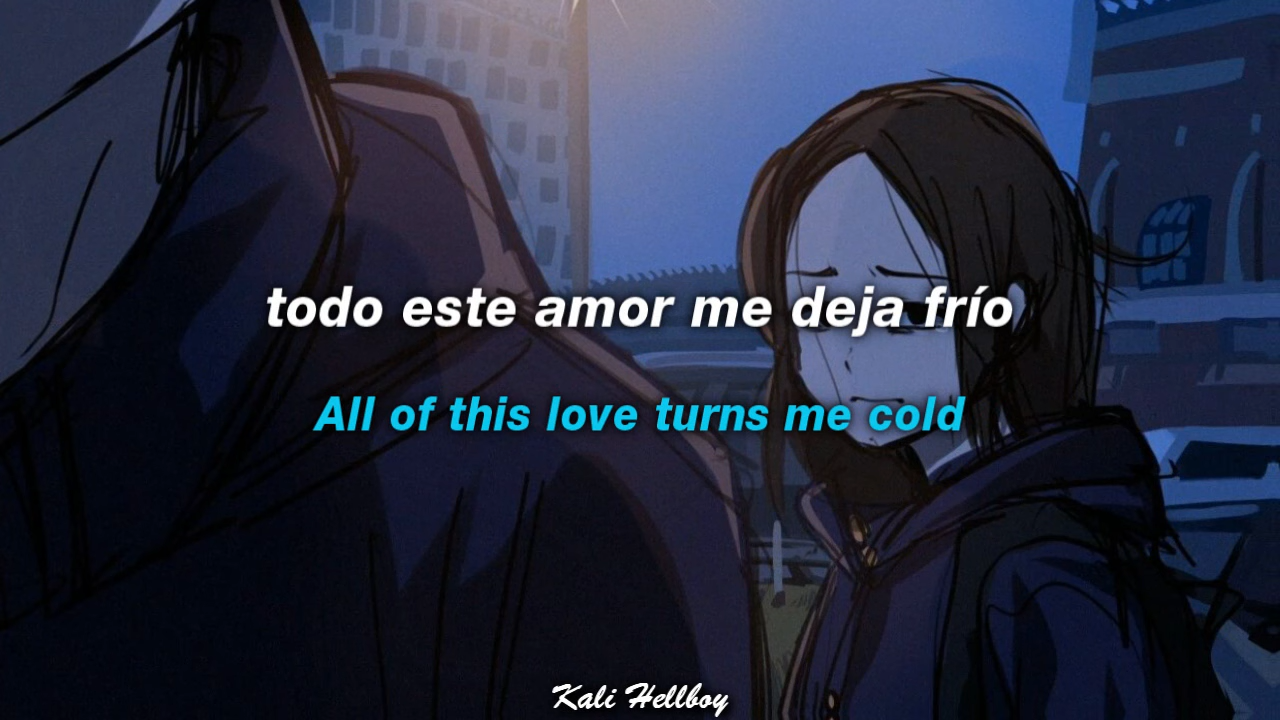 todo este amor me deja frío
All of this love turns me cold
Kali Hellboy